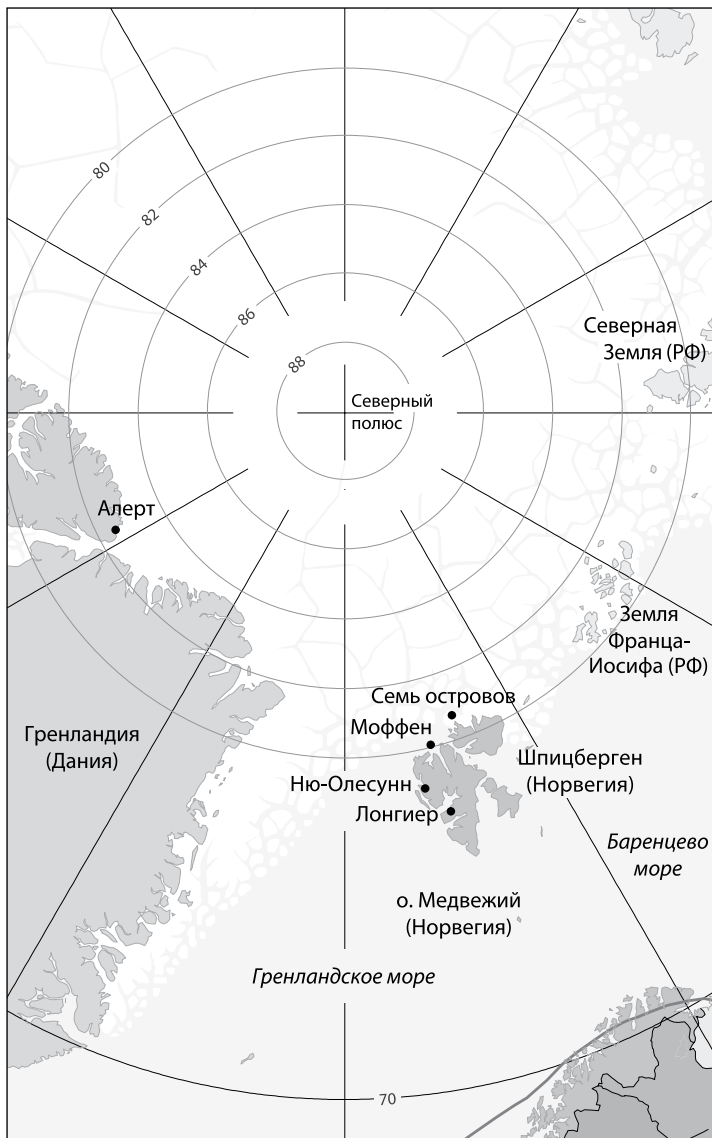 80
82
84
86
88
Северная
Земля (РФ)
Северный
полюс
Алерт
Земля
Франца-
Иосифа (РФ)
Семь островов
Моффен
Гренландия
(Дания)
Шпицберген
(Норвегия)
Ню-Олесунн
Лонгиер
Баренцево
море
о. Медвежий
(Норвегия)
Гренландское море
70